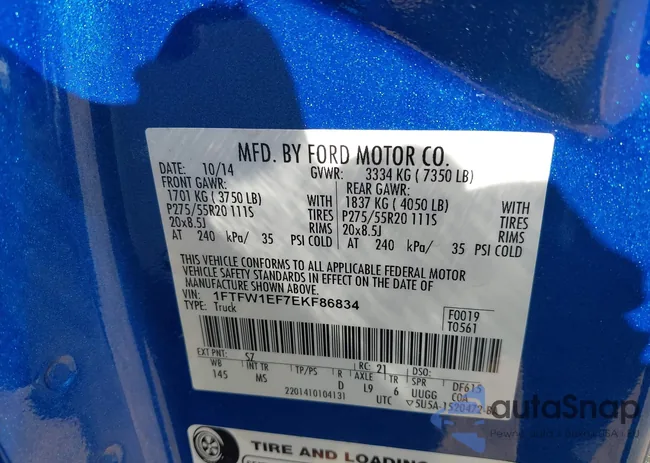 MFD. BY FORD MOTOR CO.
DATE: 10/14 GVWR: 3334 KG ( 7350 LB)
FRONT GAWR: REAR GAWR:
1701 KG ( 3750 LB) WITH 1837 KG ( 4050 LB) WITH
P275/55R20 111S TIRES P275/55R20 111S TIRES
20x8.5J RIMS 20x8.5J RIMS
AT 240 kPa/ 35 PSI COLD AT 240 kPa/ 35 PSI COLD
THIS VEHICLE CONFORMS TO ALL APPLICABLE FEDERAL MOTOR
VEHICLE SAFETY STANDARDS IN EFFECT ON THE DATE OF
MANUFACTURE SHOWN ABOVE.
VIN: 1FTFW1EF7EKF86834 F0019
TYPE: Truck T0561
EXT PNT: SZ RC: 21 DSO:
WB INT TR TP/PS R AXLE TR SPR DF615
145 MS D L9 6 UUGG COA
2201410104131 UTC ▽5U5A-1520472-B
autoSnap
TIRE AND LOADING